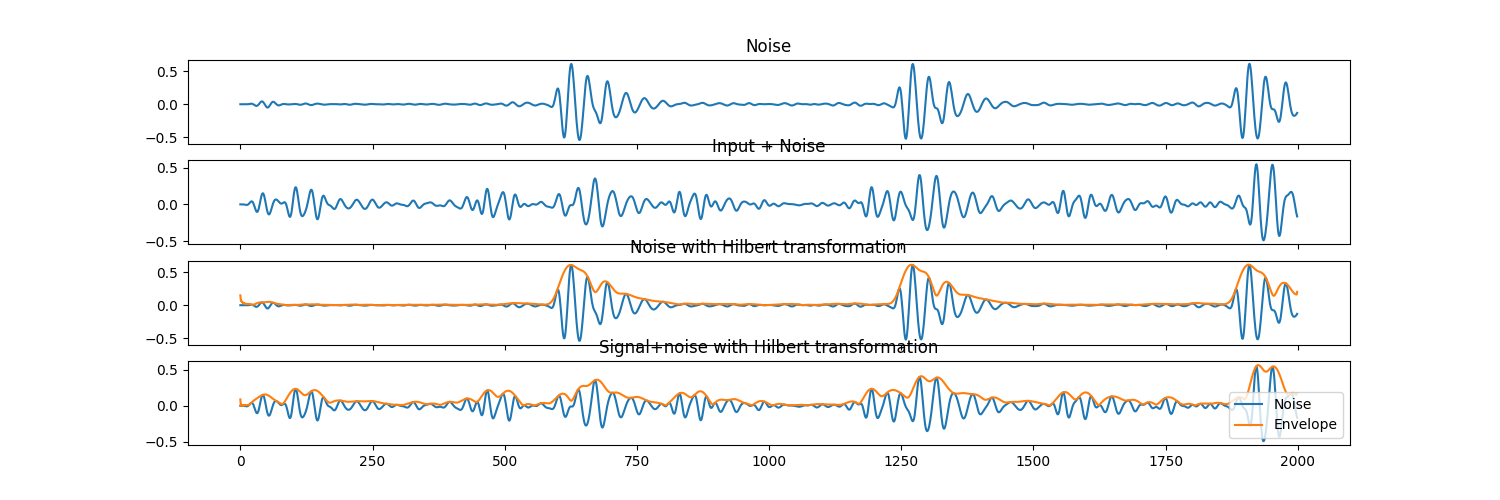 Noise
0.5
0.0
−0.5
Input + Noise
0.5
0.0
−0.5
Noise with Hilbert transformation
0.5
0.0
−0.5
Signal+noise with Hilbert transformation
0.5
0.0
−0.5
Noise
Envelope
0 250 500 750 1000 1250 1500 1750 2000